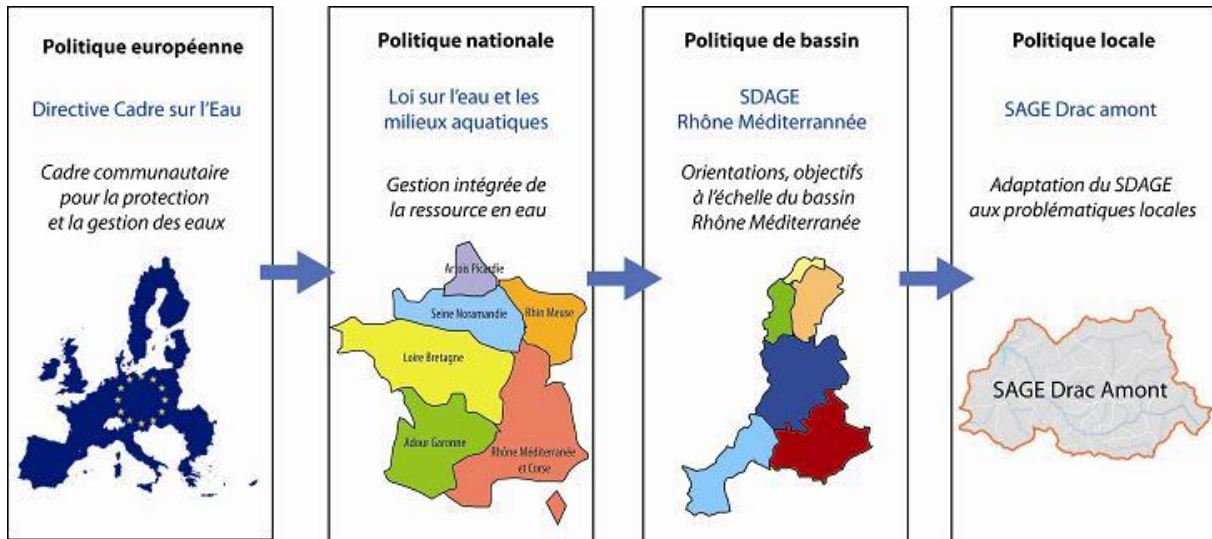 Politique européenne
Directive Cadre sur l'Eau
Cadre communautaire
pour la protection
et la gestion des eaux
Politique nationale
Loi sur l'eau et les
milieux aquatiques
Gestion intégrée de
la ressource en eau
Artois Picardie
Seine Noramandie
Rhin Meuse
Loire Bretagne
Adour Garonne
Rhône Méditerranée
et Corse
Politique de bassin
SDAGE
Rhône Méditerrannée
Orientations, objectifs
à l'échelle du bassin
Rhône Méditerranée
Politique locale
SAGE Drac amont
Adaptation du SDAGE
aux problématiques locales
SAGE Drac Amont